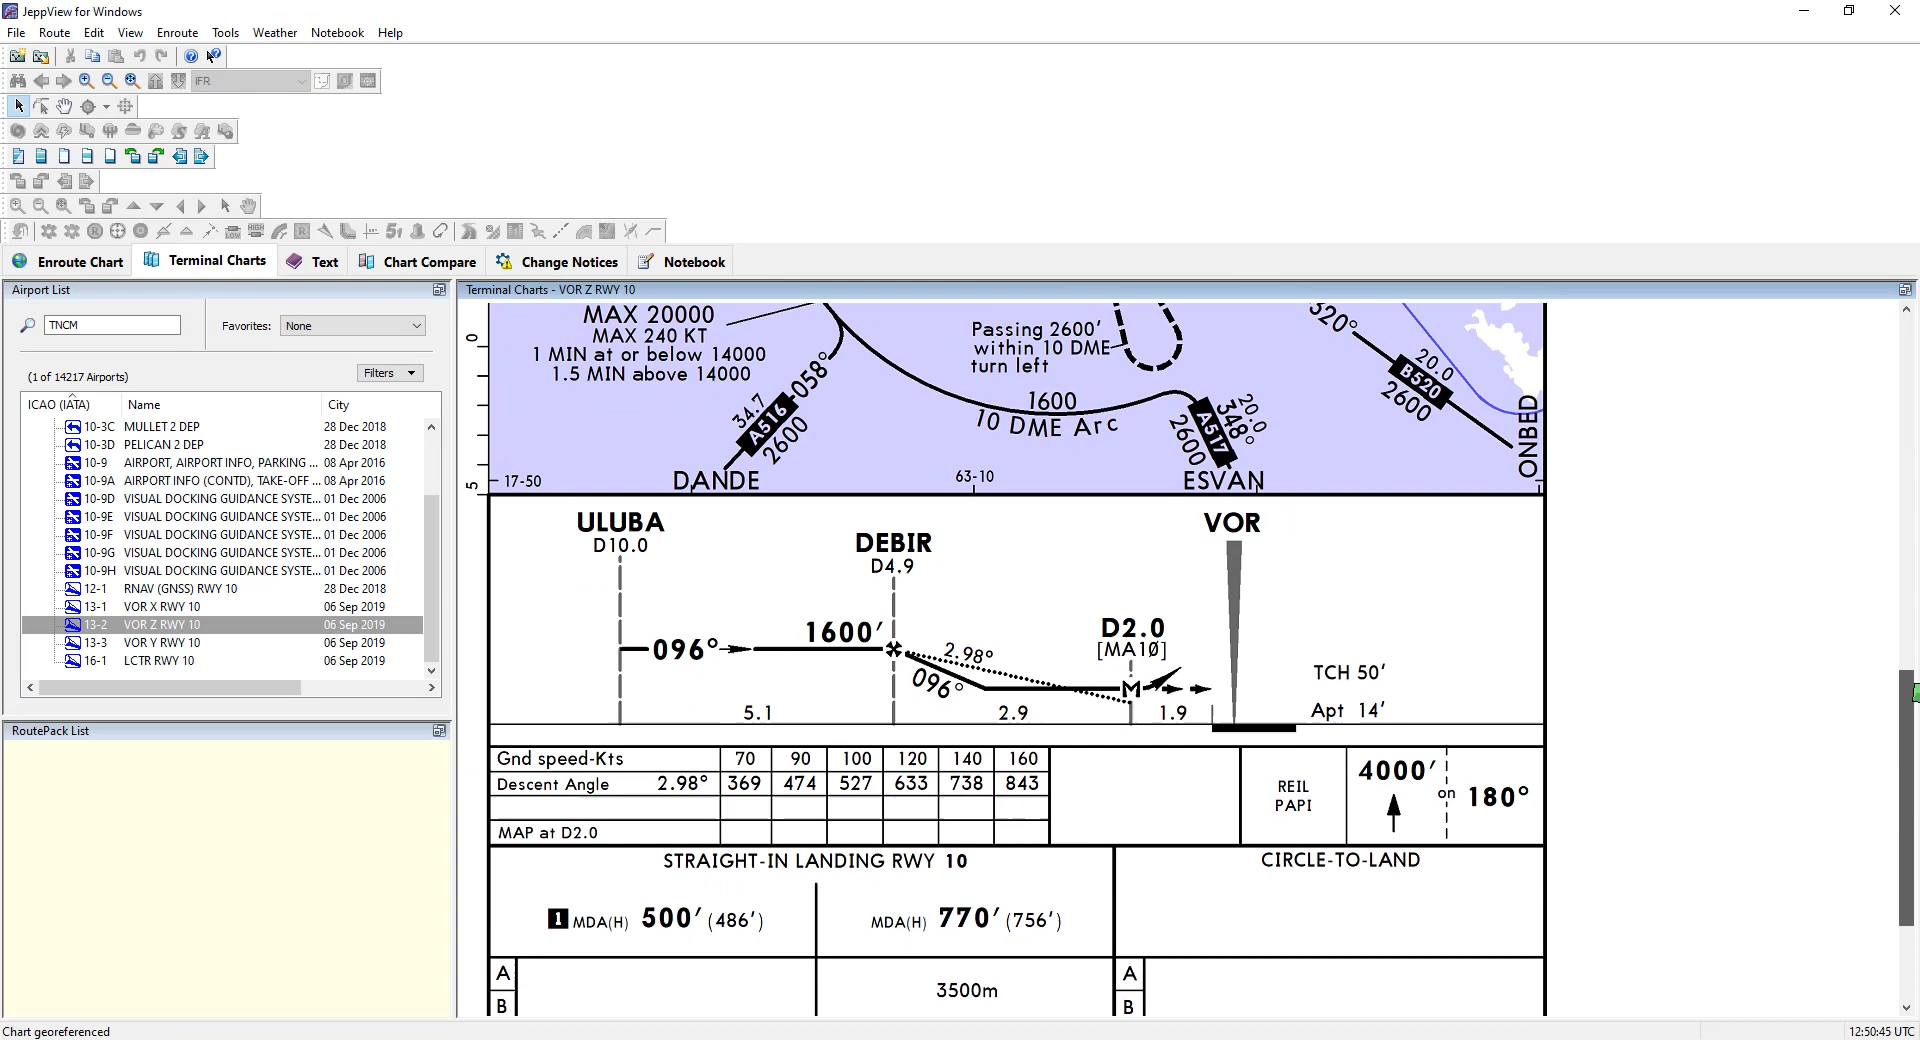 JeppView for Windows
File Route Edit View Enroute Tools Weather Notebook Help
IFR
Enroute Chart Terminal Charts Text Chart Compare Change Notices Notebook
Airport List
TNCM Favorites: None
(1 of 14217 Airports) Filters
ICAO (IATA) Name City
10-3C MULLET 2 DEP 28 Dec 2018
10-3D PELICAN 2 DEP 28 Dec 2018
10-9 AIRPORT, AIRPORT INFO, PARKING ... 08 Apr 2016
10-9A AIRPORT INFO (CONTD), TAKE-OFF ... 08 Apr 2016
10-9D VISUAL DOCKING GUIDANCE SYSTE... 01 Dec 2006
10-9E VISUAL DOCKING GUIDANCE SYSTE... 01 Dec 2006
10-9F VISUAL DOCKING GUIDANCE SYSTE... 01 Dec 2006
10-9G VISUAL DOCKING GUIDANCE SYSTE... 01 Dec 2006
10-9H VISUAL DOCKING GUIDANCE SYSTE... 01 Dec 2006
12-1 RNAV (GNSS) RWY 10 28 Dec 2018
13-1 VOR X RWY 10 06 Sep 2019
13-2 VOR Z RWY 10 06 Sep 2019
13-3 VOR Y RWY 10 06 Sep 2019
16-1 LCTR RWY 10 06 Sep 2019
RoutePack List
Terminal Charts - VOR Z RWY 10
MAX 20000
MAX 240 KT
1 MIN at or below 14000
1.5 MIN above 14000
Passing 2600'
within 10 DME
turn left
0
5
34.7
A516
058°
2600
DANDE
1600
10 DME Arc
20.0
348°
A517
2600
ESVAN
320°
20.0
B520
2600
ONBED
17-50
63-10
ULUBA
D10.0
DEBIR
D4.9
VOR
D2.0
[MA10]
096°
1600'
2.98°
096°
M
TCH 50'
Apt 14'
5.1 2.9 1.9
Gnd speed-Kts 70 90 100 120 140 160
Descent Angle 2.98° 369 474 527 633 738 843
MAP at D2.0
REIL
PAPI
4000' on 180°
STRAIGHT-IN LANDING RWY 10 CIRCLE-TO-LAND
1 MDA(H) 500' (486') MDA(H) 770' (756')
A A
3500m
B B
Chart georeferenced 12:50:45 UTC